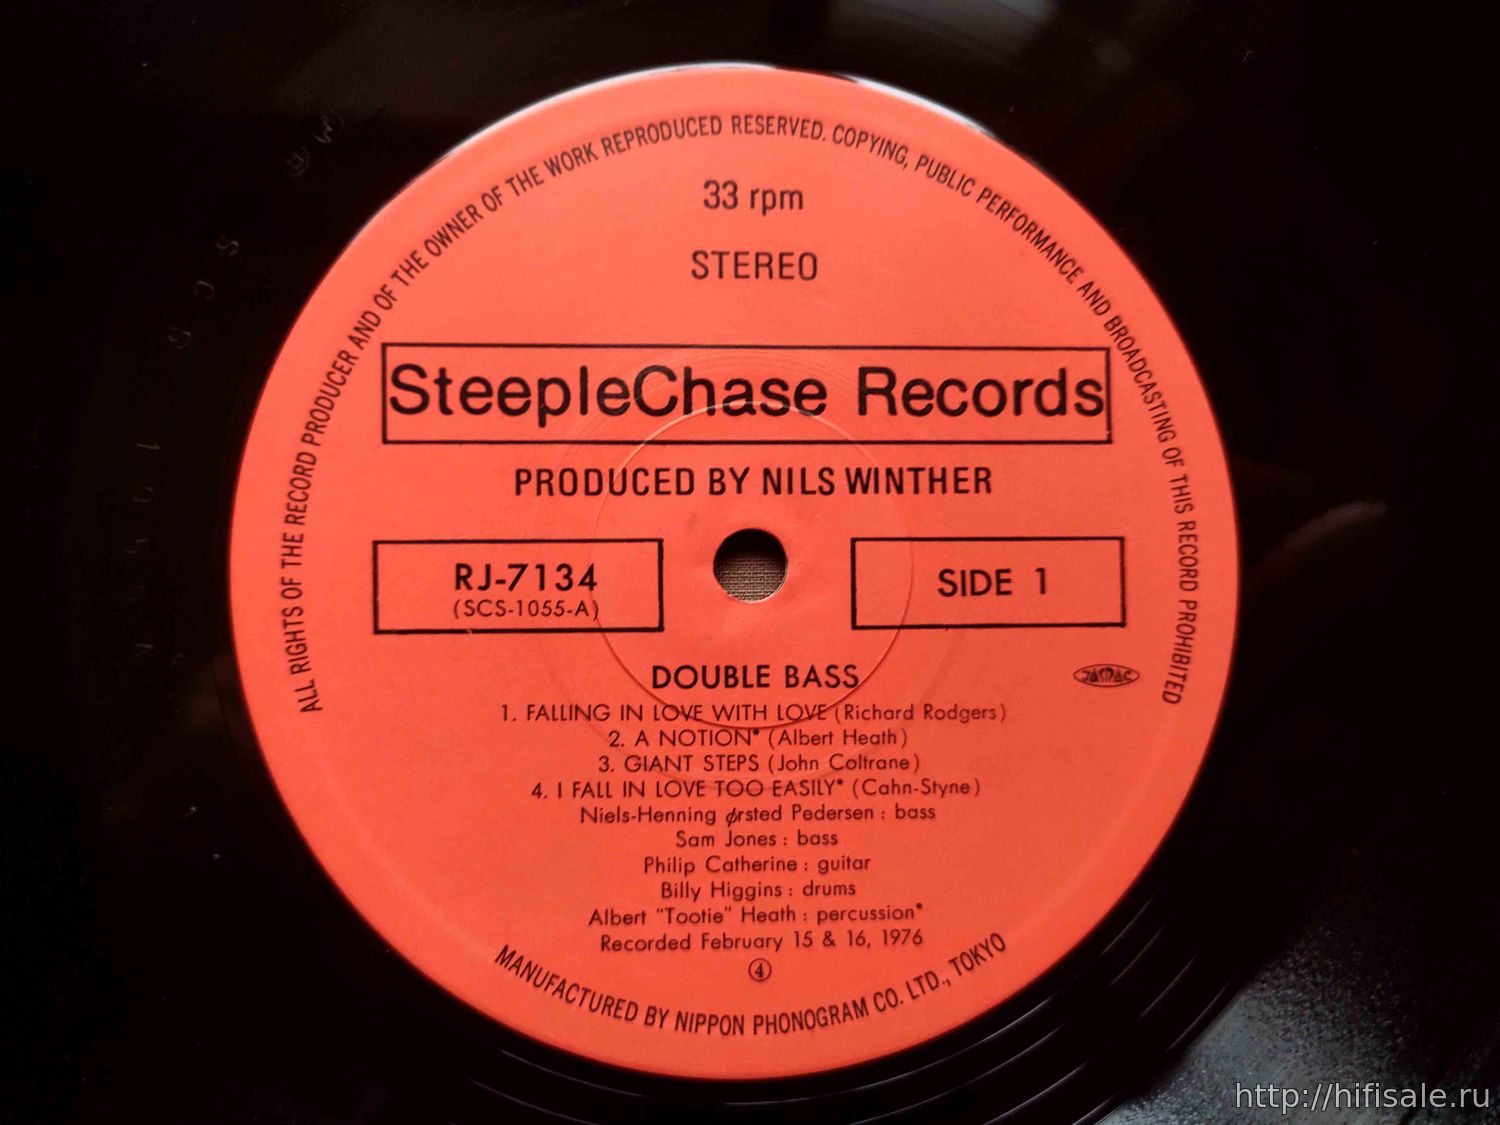 ALL RIGHTS OF THE RECORD PRODUCER AND OF THE OWNER OF THE WORK REPRODUCED RESERVED. COPYING, PUBLIC PERFORMANCE AND BROADCASTING OF THIS RECORD PROHIBITED
33 rpm
STEREO
SteepleChase Records
PRODUCED BY NILS WINTHER
RJ-7134
(SCS-1055-A)
SIDE 1
DOUBLE BASS
JASRAC
1. FALLING IN LOVE WITH LOVE (Richard Rodgers)
2. A NOTION* (Albert Heath)
3. GIANT STEPS (John Coltrane)
4. I FALL IN LOVE TOO EASILY* (Cahn-Styne)
Niels-Henning ørsted Pedersen : bass
Sam Jones : bass
Philip Catherine : guitar
Billy Higgins : drums
Albert "Tootie" Heath : percussion*
Recorded February 15 & 16, 1976
④
MANUFACTURED BY NIPPON PHONOGRAM CO. LTD., TOKYO
http://hifisale.ru